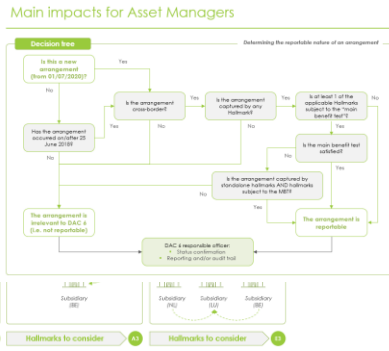 Main impacts for Asset Managers
Decision tree
Determining the reportable nature of an arrangement
Is this a new
arrangement
(from 01/07/2020)?
Yes
No
Is the arrangement
cross-border?
Yes
Is the arrangement
captured by any
Hallmark?
Yes
Is at least 1 of the
applicable Hallmarks
subject to the "main
benefit test"?
No
Has the arrangement
occurred on/after 25
June 2018?
Yes
No
No
Yes
No
Is the main benefit test
satisfied?
No
Yes
Is the arrangement captured by
standalone hallmarks AND hallmarks
subject to the MBT?
No
Yes
The arrangement is
irrelevant to DAC 6
(i.e. not reportable)
The arrangement is
reportable
DAC 6 responsible officer:
• Status confirmation
• Reporting and/or audit trail
Subsidiary
(BE)
Subsidiary
(NL)
Subsidiary
(LU)
Subsidiary
(BE)
Hallmarks to consider
Hallmarks to consider